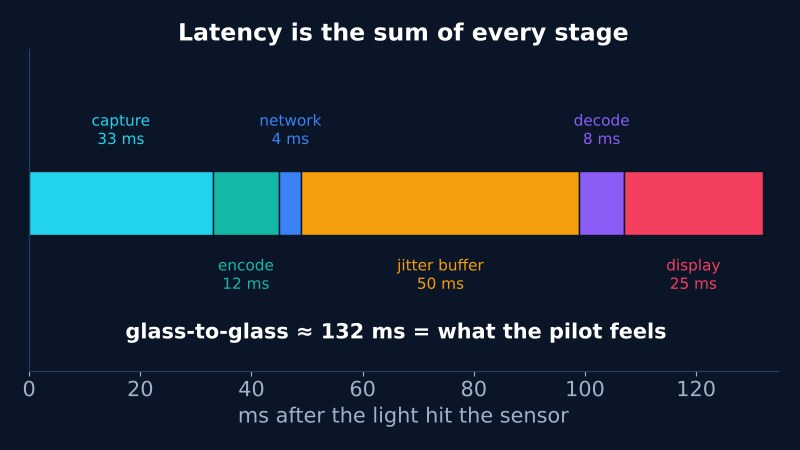 Latency is the sum of every stage
capture
33 ms
network
4 ms
decode
8 ms
encode
12 ms
jitter buffer
50 ms
display
25 ms
glass-to-glass ≈ 132 ms = what the pilot feels
0 20 40 60 80 100 120
ms after the light hit the sensor